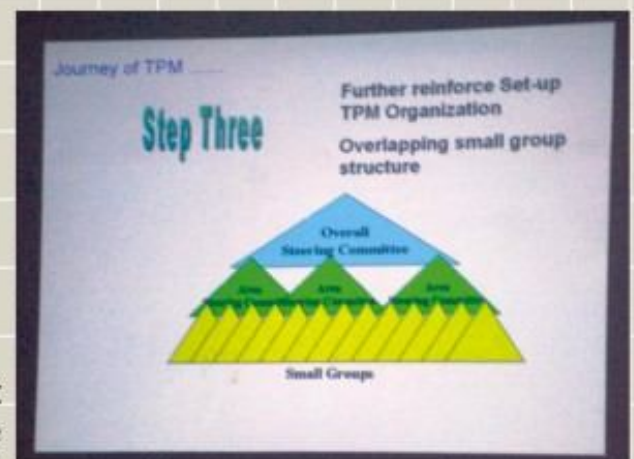 Journey of TPM ......
Step Three
Further reinforce Set-up
TPM Organization
Overlapping small group
structure
Overall
Steering Committee
Area
Area
Area
Small Groups